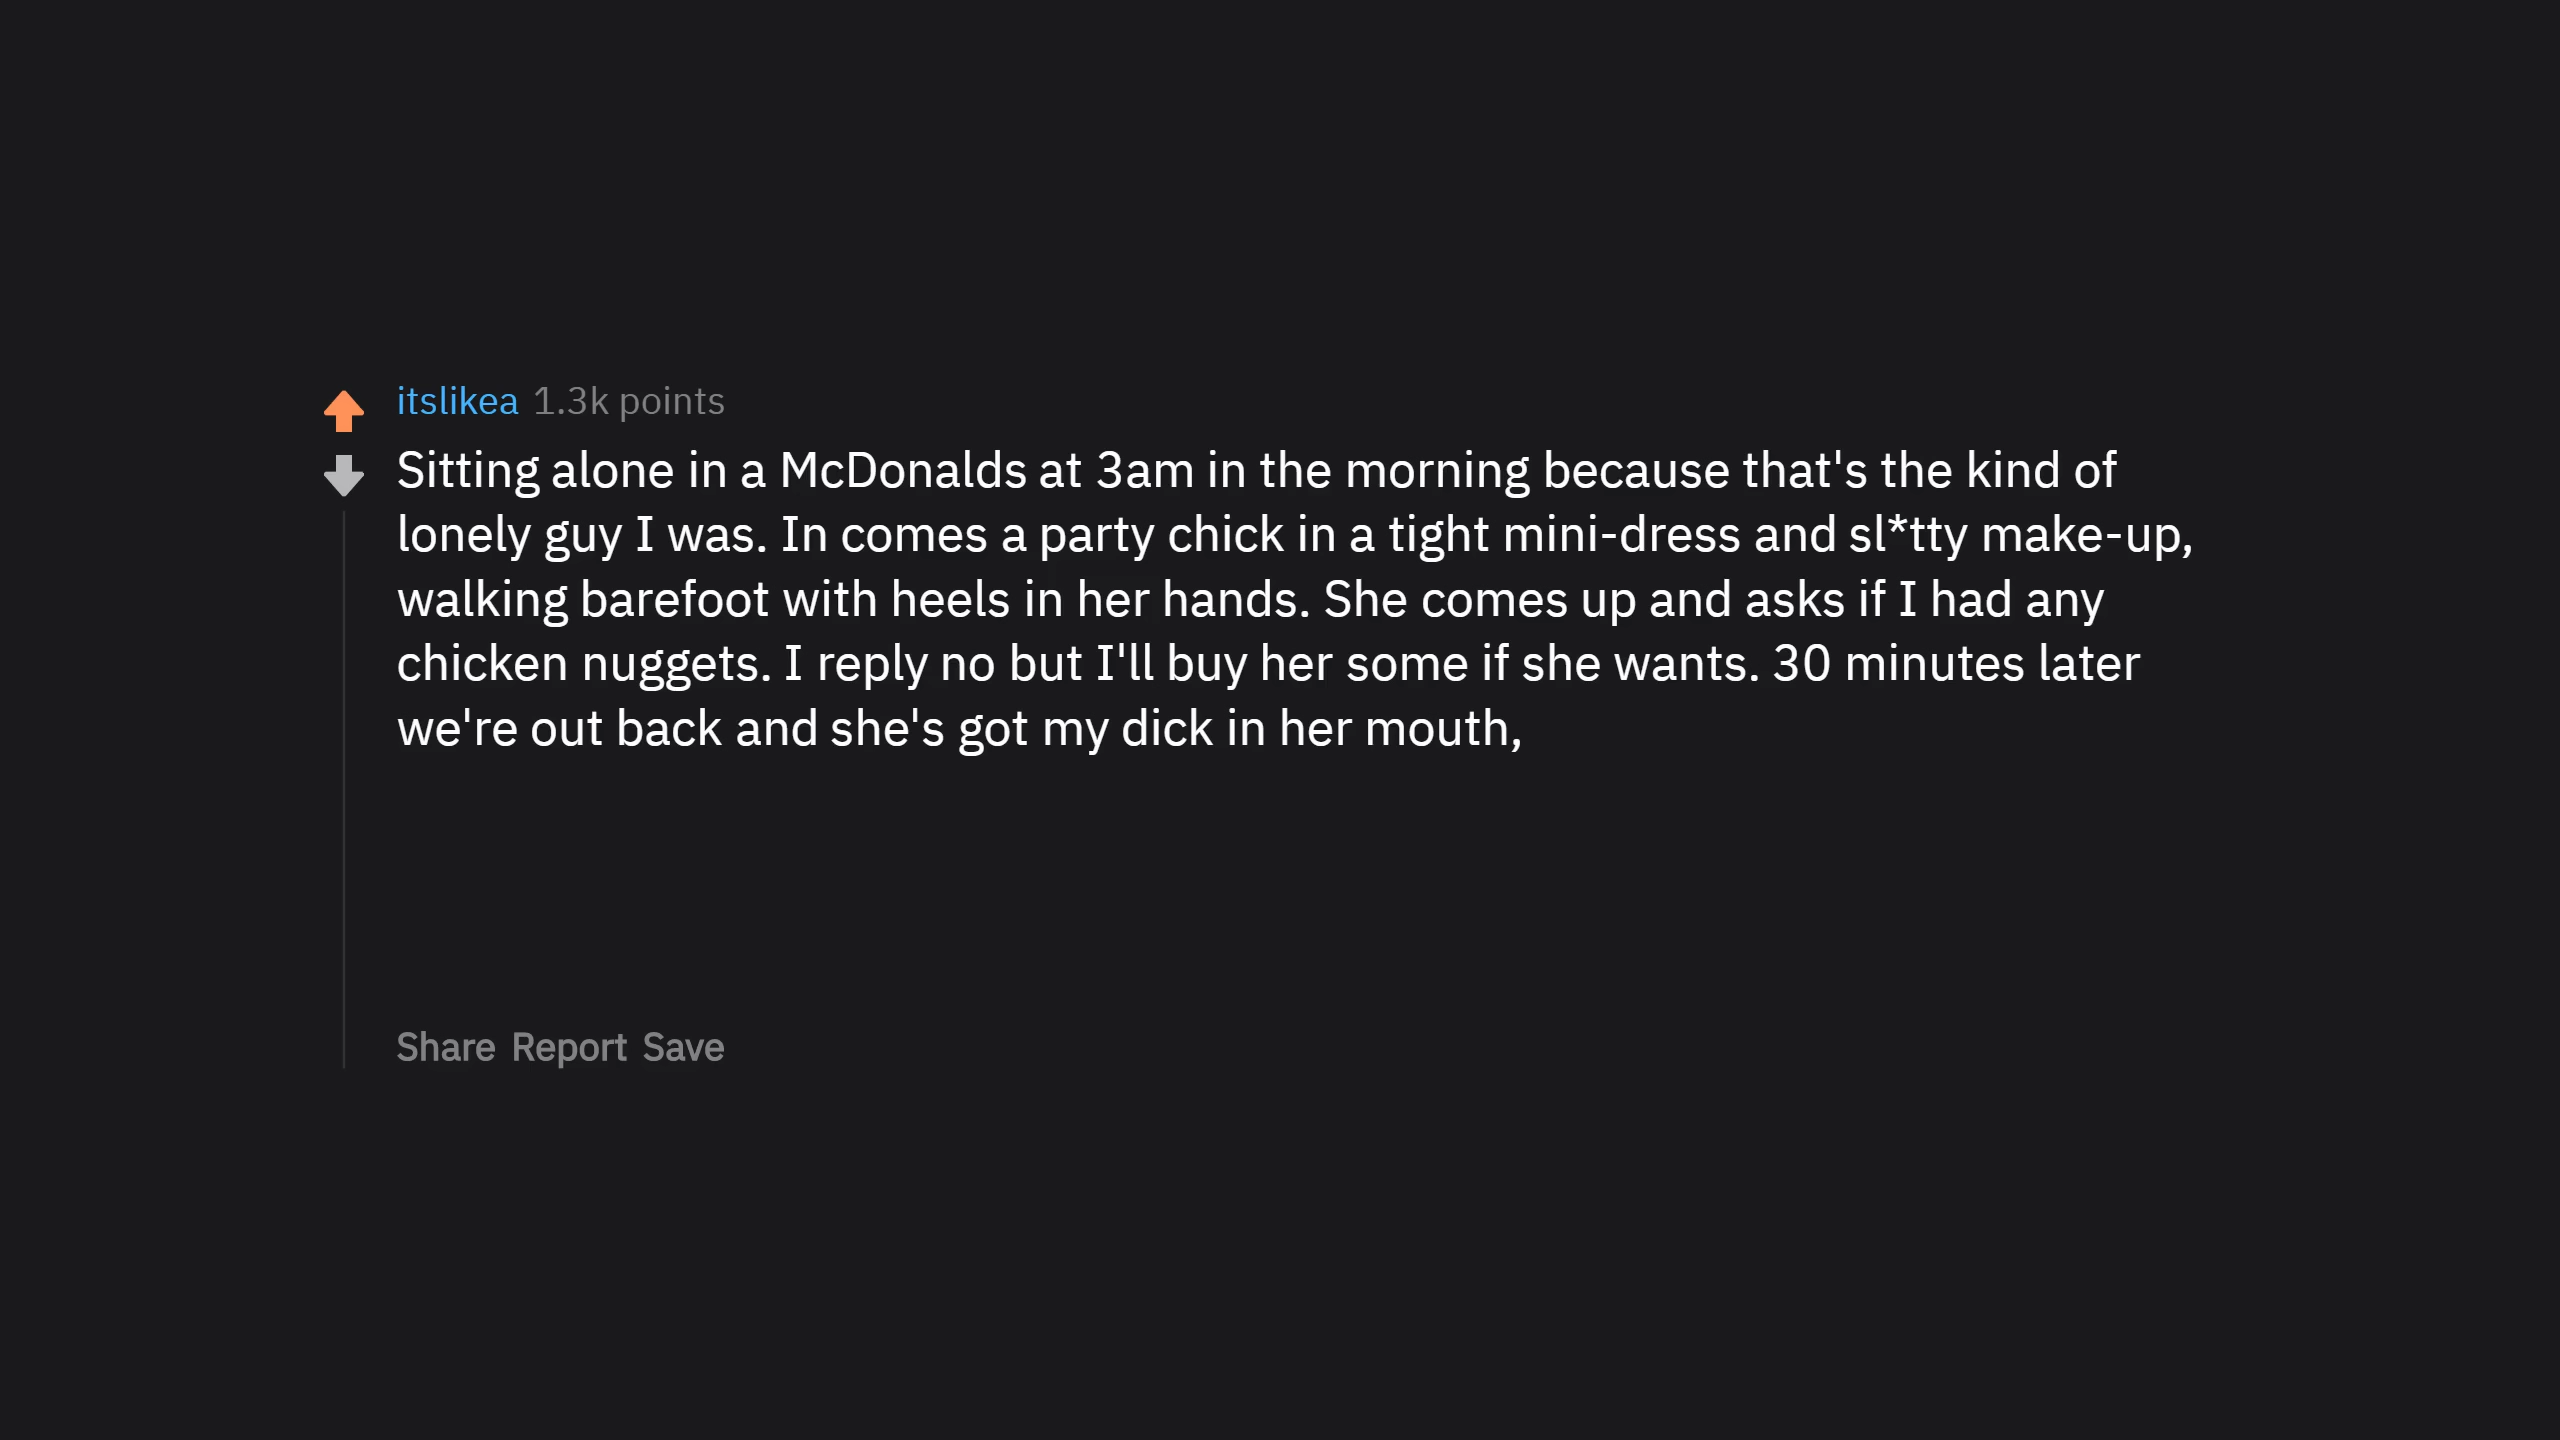 itslikea 1.3k points
Sitting alone in a McDonalds at 3am in the morning because that's the kind of
lonely guy I was. In comes a party chick in a tight mini-dress and sl*tty make-up,
walking barefoot with heels in her hands. She comes up and asks if I had any
chicken nuggets. I reply no but I'll buy her some if she wants. 30 minutes later
we're out back and she's got my dick in her mouth,
Share Report Save